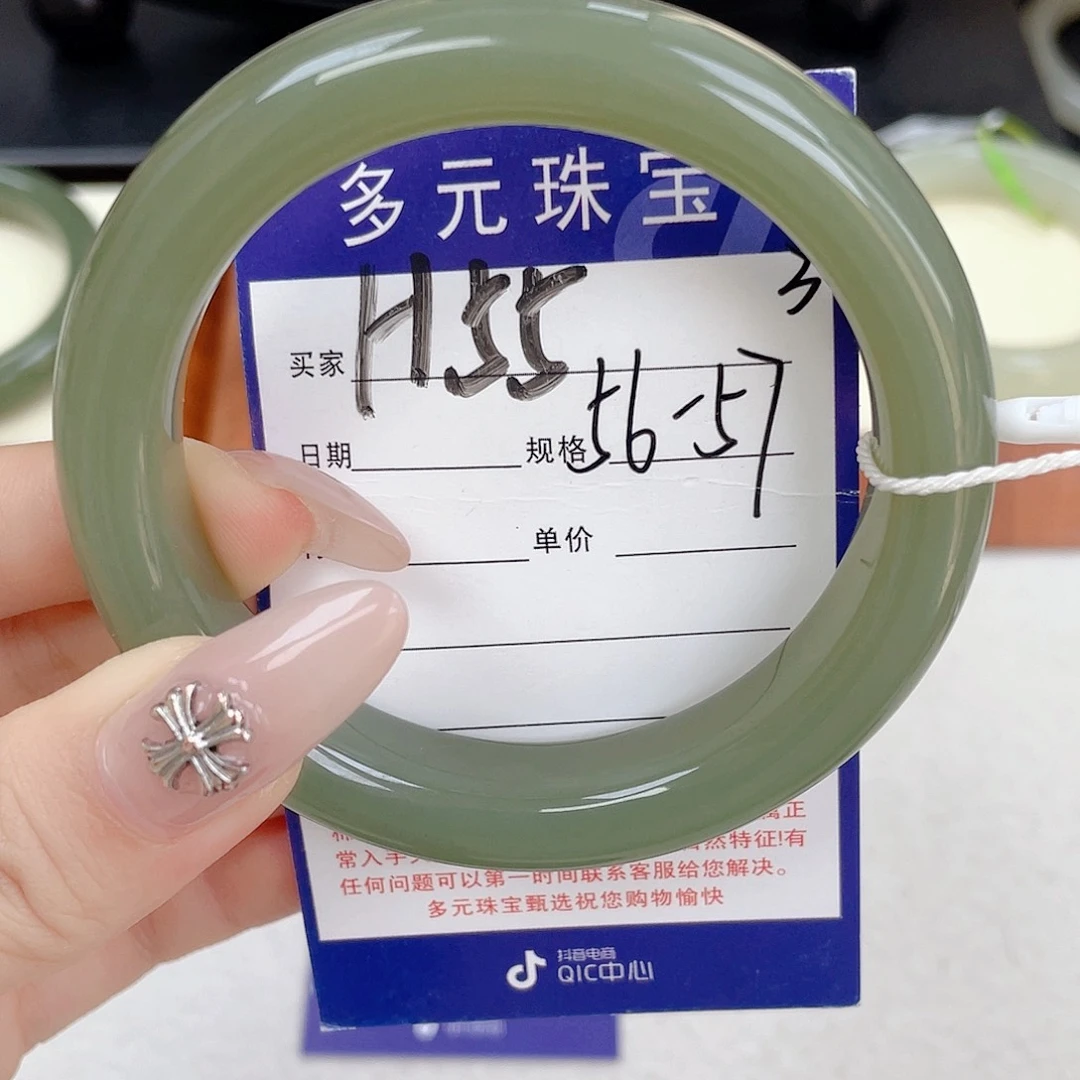 多元珠宝
H55
3
买家
56-57
日期 规格
单价
正
常入手 然特征!有
任何问题可以第一时间联系客服给您解决。
多元珠宝甄选祝您购物愉快
抖音电商
QIC中心